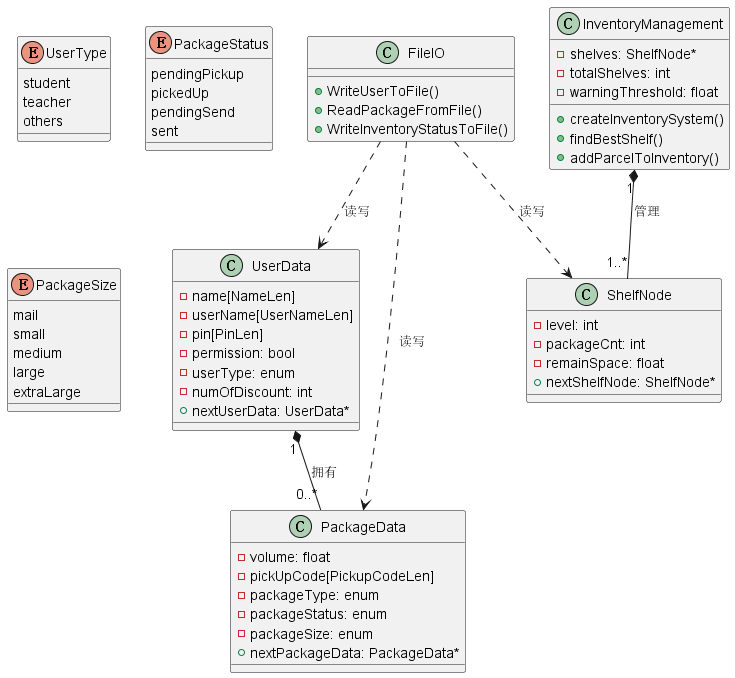 E UserType
student
teacher
others
E PackageStatus
pendingPickup
pickedUp
pendingSend
sent
C FileIO
WriteUserToFile()
ReadPackageFromFile()
WriteInventoryStatusToFile()
C InventoryManagement
shelves: ShelfNode*
totalShelves: int
warningThreshold: float
createInventorySystem()
findBestShelf()
addParcelToInventory()
读写
读写
1
管理
1..*
E PackageSize
mail
small
medium
large
extraLarge
C UserData
name[NameLen]
userName[UserNameLen]
pin[PinLen]
permission: bool
userType: enum
numOfDiscount: int
nextUserData: UserData*
读写
C ShelfNode
level: int
packageCnt: int
remainSpace: float
nextShelfNode: ShelfNode*
1
拥有
0..*
C PackageData
volume: float
pickUpCode[PickupCodeLen]
packageType: enum
packageStatus: enum
packageSize: enum
nextPackageData: PackageData*